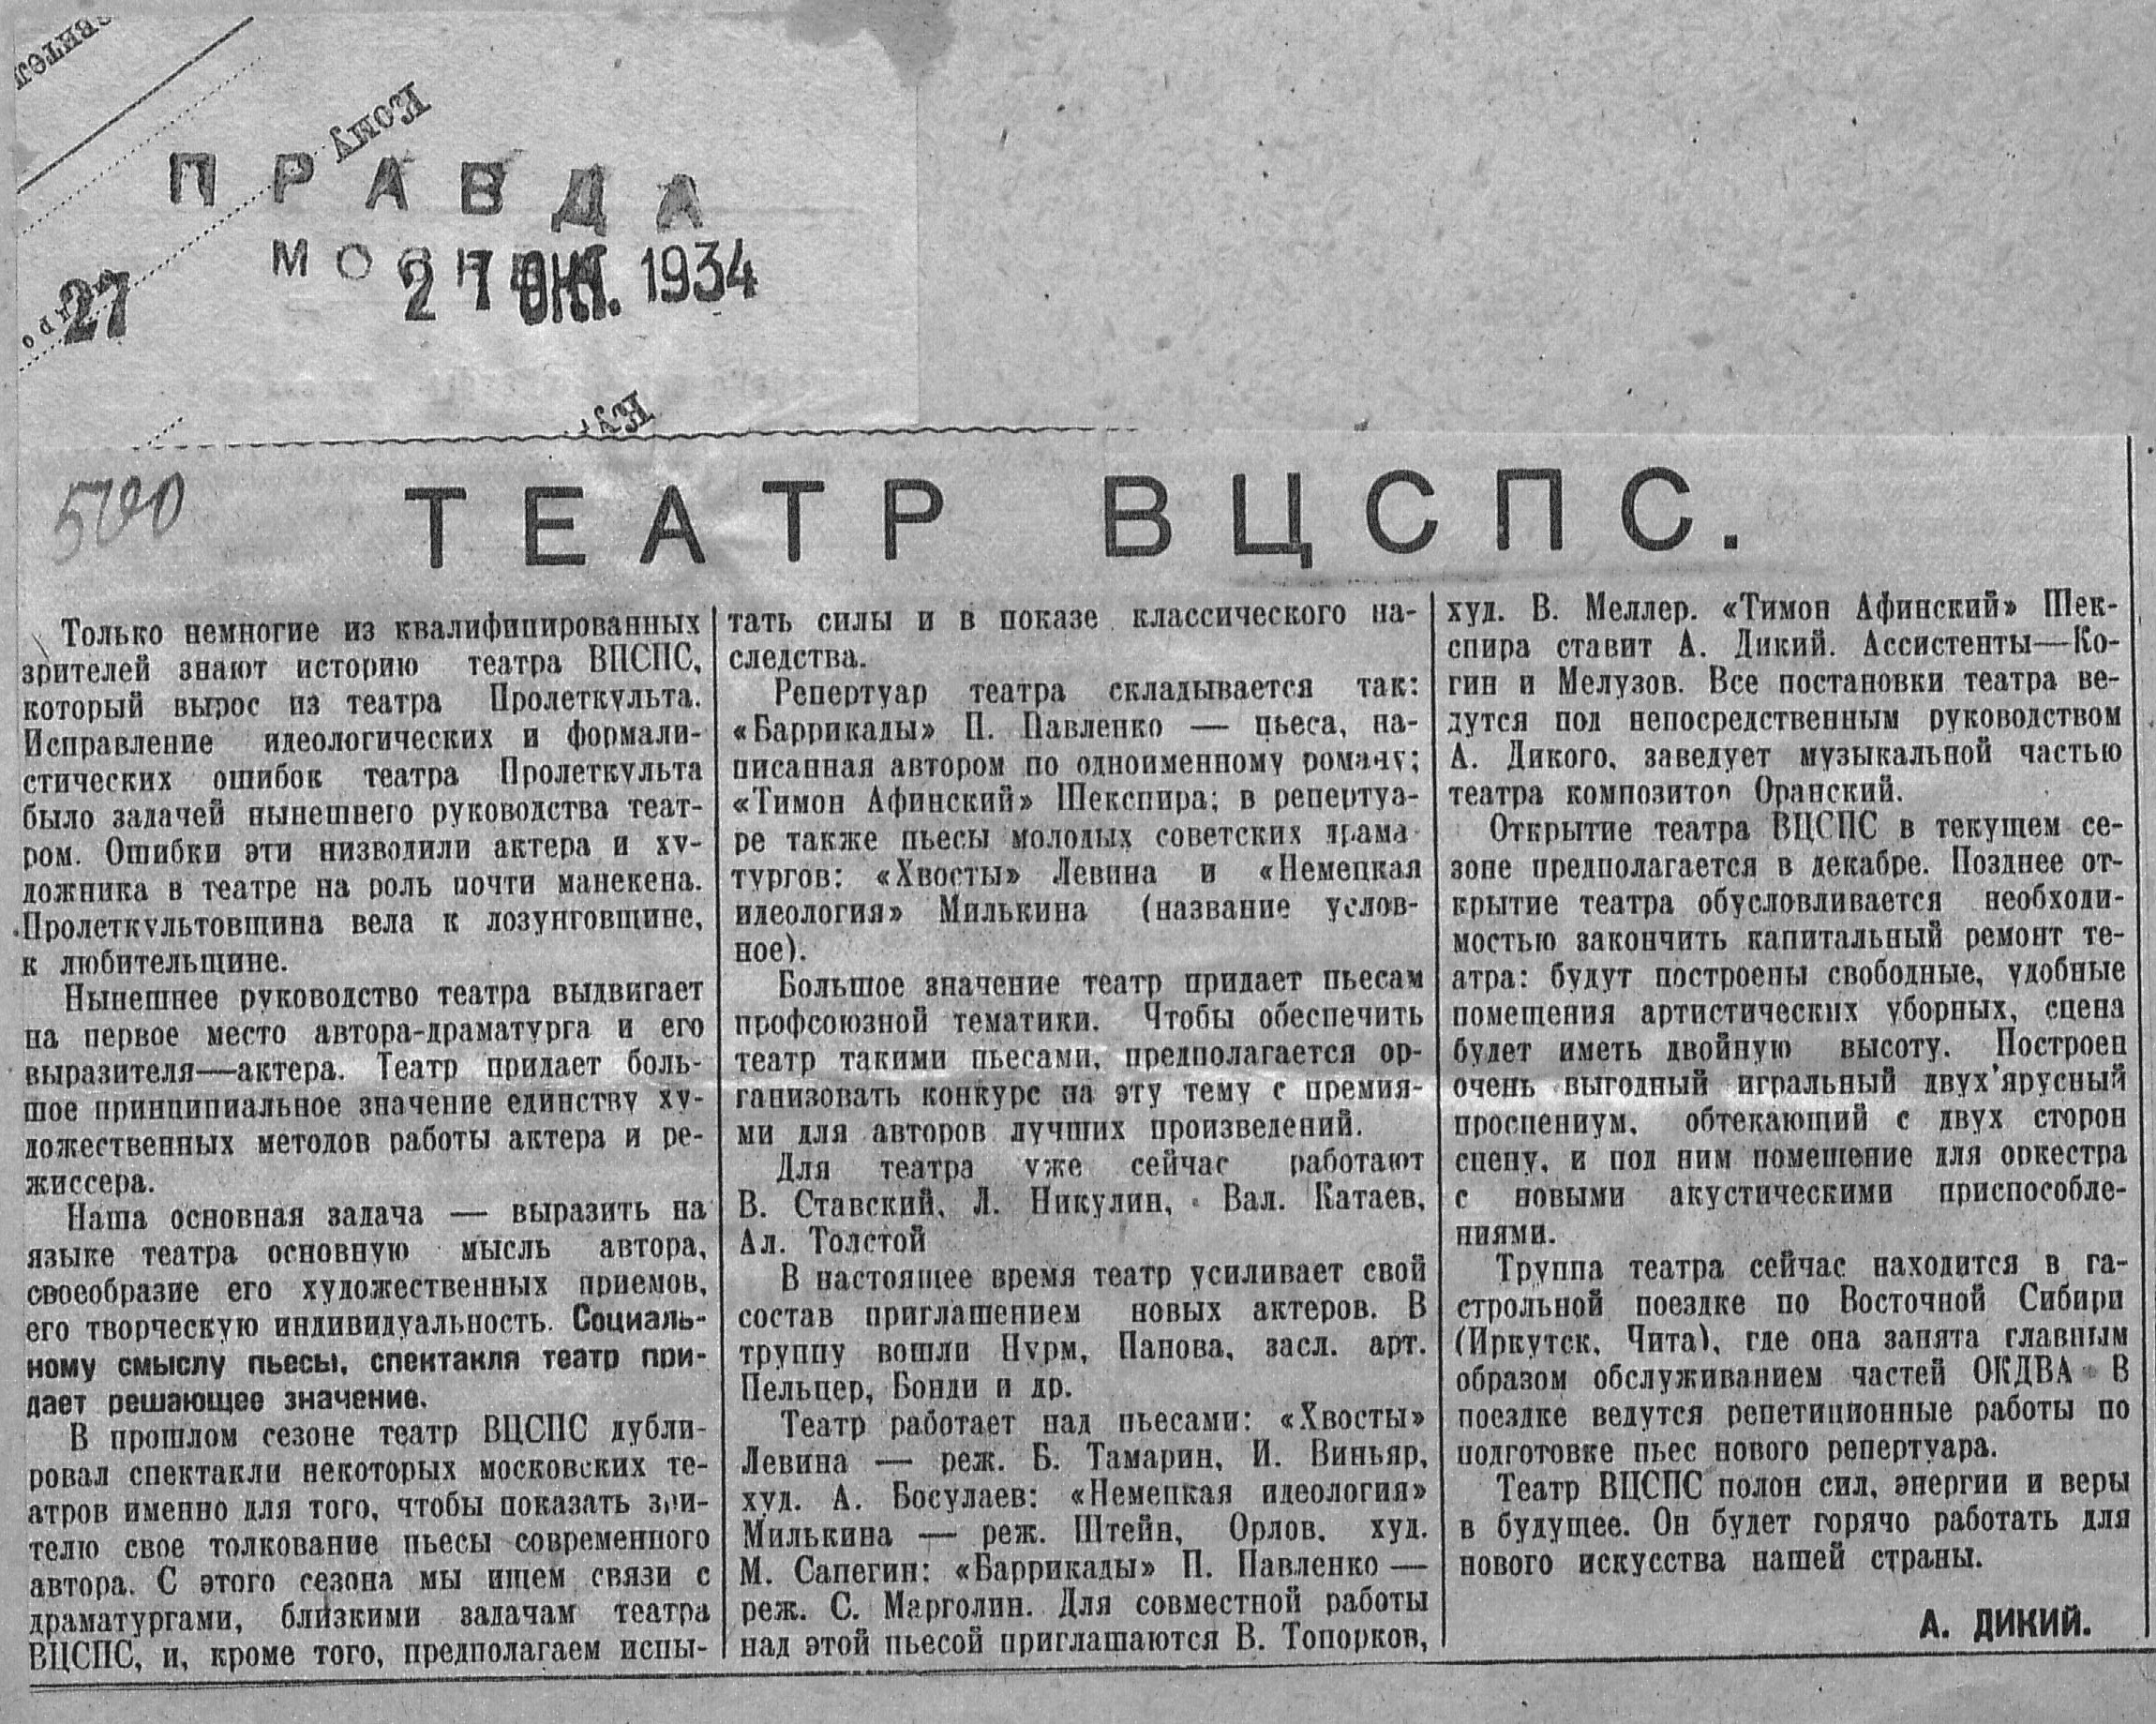 Кому
ПРАВДА
МОСКВА
27
21 ОКТ. 1934
Ку
500
ТЕАТР ВЦСПС.
Только немногие из квалифицированных
зрителей знают историю театра ВЦСПС,
который вырос из театра Пролеткульта.
Исправление идеологических и формали-
стических ошибок театра Пролеткульта
было задачей нынешнего руководства теат-
ром. Ошибки эти низводили актера и ху-
дожника в театре на роль почти манекена.
Пролеткультовщина вела к лозунговщине,
к любительщине.
Нынешнее руководство театра выдвигает
на первое место автора-драматурга и его
выразителя—актера. Театр придает боль-
шое принципиальное значение единству ху-
дожественных методов работы актера и ре-
жиссера.
Наша основная задача — выразить на
языке театра основную мысль автора,
своеобразие его художественных приемов,
его творческую индивидуальность. Социаль-
ному смыслу пьесы, спектакля театр при-
дает решающее значение.
В прошлом сезоне театр ВЦСПС дубли-
ровал спектакли некоторых московских те-
атров именно для того, чтобы показать зри-
телю свое толкование пьесы современного
автора. С этого сезона мы ищем связи с
драматургами, близкими задачам театра
ВЦСПС, и, кроме того, предполагаем испы-
тать силы и в показе классического на-
следства.
Репертуар театра складывается так:
«Баррикады» П. Павленко — пьеса, на-
писанная автором по одноименному роману;
«Тимон Афинский» Шекспира; в репертуа-
ре также пьесы молодых советских драма-
тургов: «Хвосты» Левина и «Немецкая
идеология» Милькина (название услов-
ное).
Большое значение театр придает пьесам
профсоюзной тематики. Чтобы обеспечить
театр такими пьесами, предполагается ор-
ганизовать конкурс на эту тему с премия-
ми для авторов лучших произведений.
Для театра уже сейчас работают
В. Ставский, Л. Никулин, Вал. Катаев,
Ал. Толстой
В настоящее время театр усиливает свой
состав приглашением новых актеров. В
труппу вошли Нурм, Панова, засл. арт.
Пельцер, Бонди и др.
Театр работает над пьесами: «Хвосты»
Левина — реж. Б. Тамарин, И. Виньяр,
худ. А. Босулаев; «Немецкая идеология»
Милькина — реж. Штейн, Орлов, худ.
М. Сапегин; «Баррикады» П. Павленко —
реж. С. Марголин. Для совместной работы
над этой пьесой приглашаются В. Топорков,
худ. В. Меллер. «Тимон Афинский» Шек-
спира ставит А. Дикий. Ассистенты—Ко-
гин и Мелузов. Все постановки театра ве-
дутся под непосредственным руководством
А. Дикого, заведует музыкальной частью
театра композитор Оранский.
Открытие театра ВЦСПС в текущем се-
зоне предполагается в декабре. Позднее от-
крытие театра обусловливается необходи-
мостью закончить капитальный ремонт те-
атра: будут построены свободные, удобные
помещения артистических уборных, сцена
будет иметь двойную высоту. Построен
очень выгодный игральный двух'ярусный
просцениум, обтекающий с двух сторон
сцену, и под ним помещение для оркестра
с новыми акустическими приспособле-
ниями.
Труппа театра сейчас находится в га-
строльной поездке по Восточной Сибири
(Иркутск, Чита), где она занята главным
образом обслуживанием частей ОКДВА В
поездке ведутся репетиционные работы по
подготовке пьес нового репертуара.
Театр ВЦСПС полон сил, энергии и веры
в будущее. Он будет горячо работать для
нового искусства нашей страны.
А. ДИКИЙ.